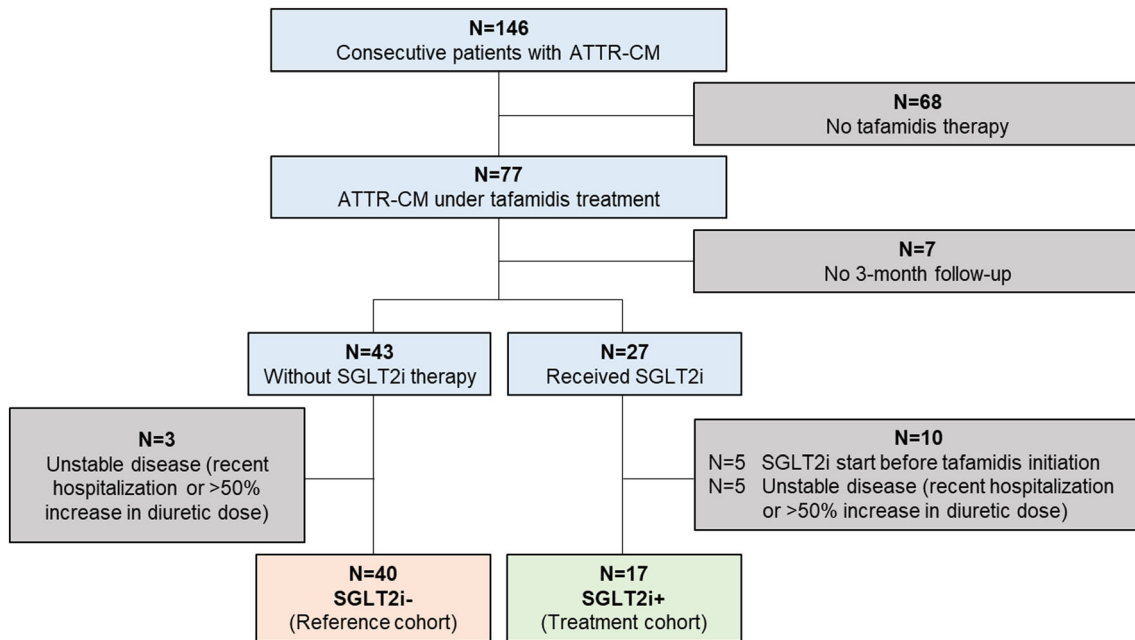 N=146
Consecutive patients with ATTR-CM
N=68
No tafamidis therapy
N=77
ATTR-CM under tafamidis treatment
N=7
No 3-month follow-up
N=43
Without SGLT2i therapy
N=27
Received SGLT2i
N=3
Unstable disease (recent
hospitalization or >50%
increase in diuretic dose)
N=10
N=5 SGLT2i start before tafamidis initiation
N=5 Unstable disease (recent hospitalization
or >50% increase in diuretic dose)
N=40
SGLT2i-
(Reference cohort)
N=17
SGLT2i+
(Treatment cohort)